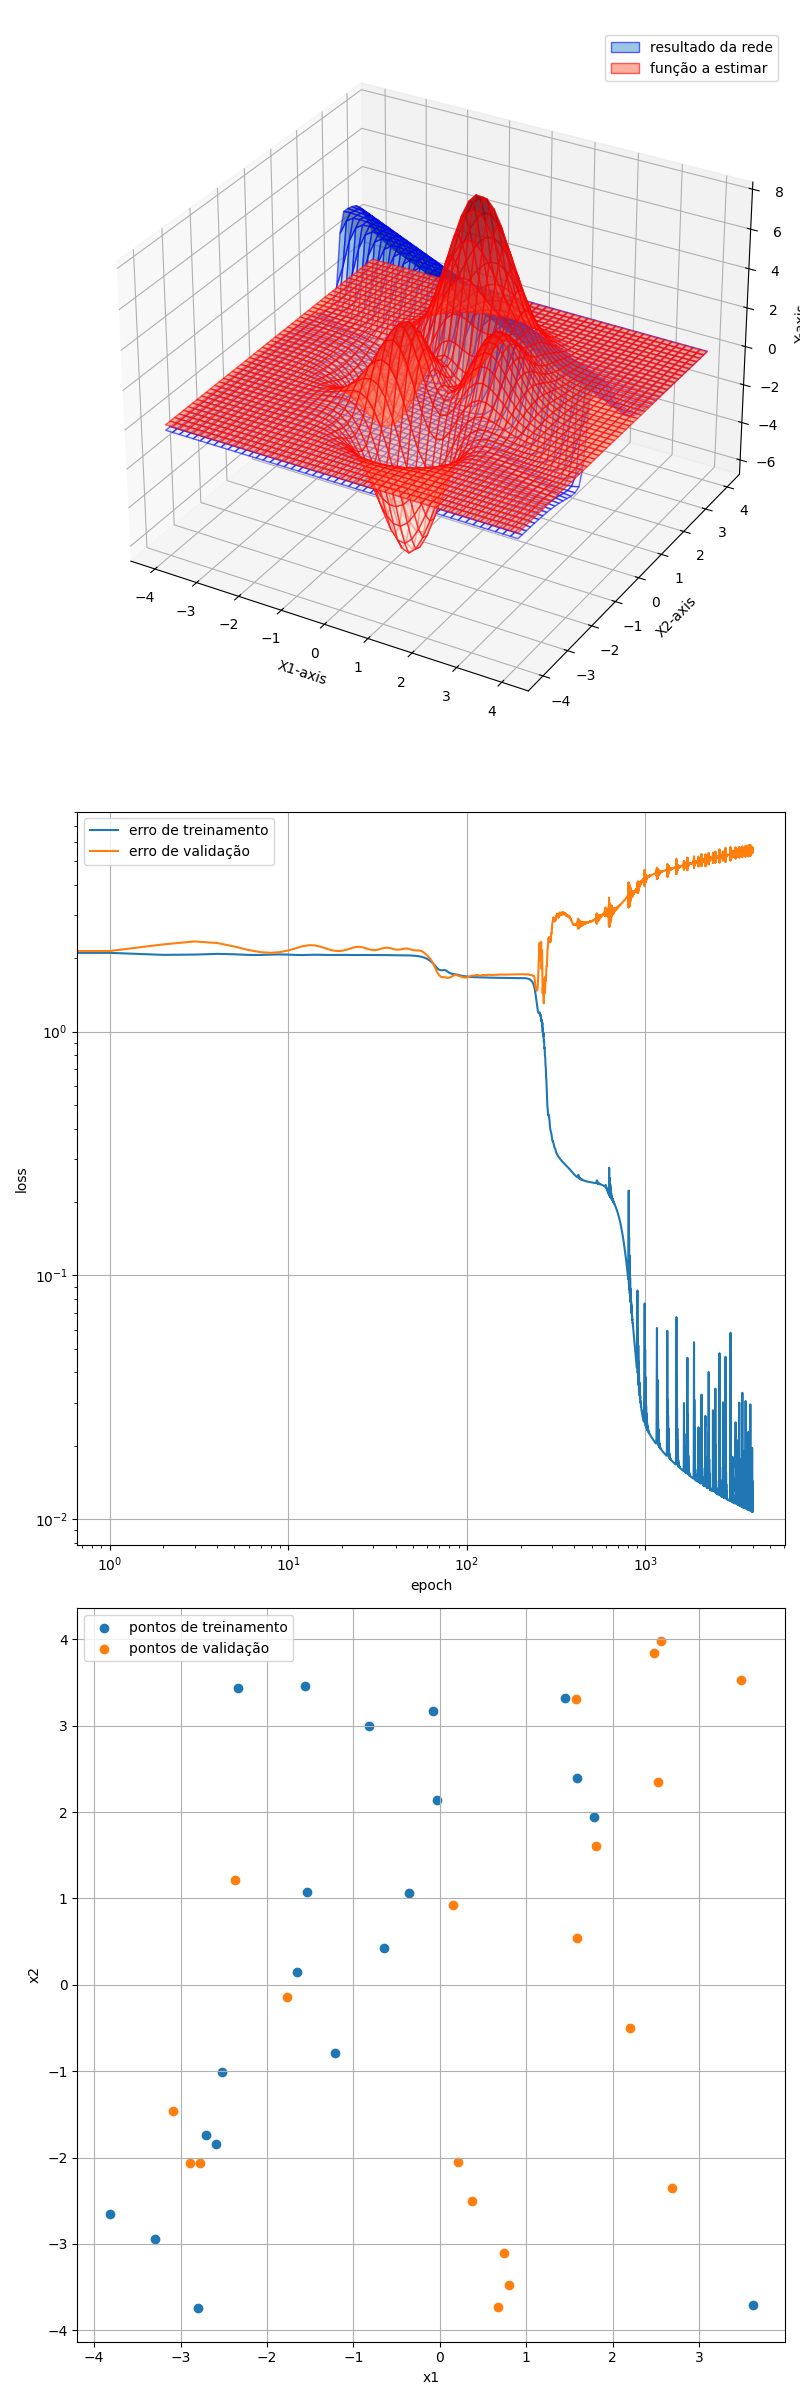 resultado da rede
função a estimar
8
6
4
2
0
−2
−4
−6
−4
−3
−2
−1
0
1
2
3
4
X1-axis
−4
−3
−2
−1
0
1
2
3
4
X2-axis
erro de treinamento
erro de validação
10⁰
10⁻¹
10⁻²
loss
10⁰ 10¹ 10² 10³
epoch
pontos de treinamento
pontos de validação
4
3
2
1
0
−1
−2
−3
−4
x2
−4 −3 −2 −1 0 1 2 3
x1